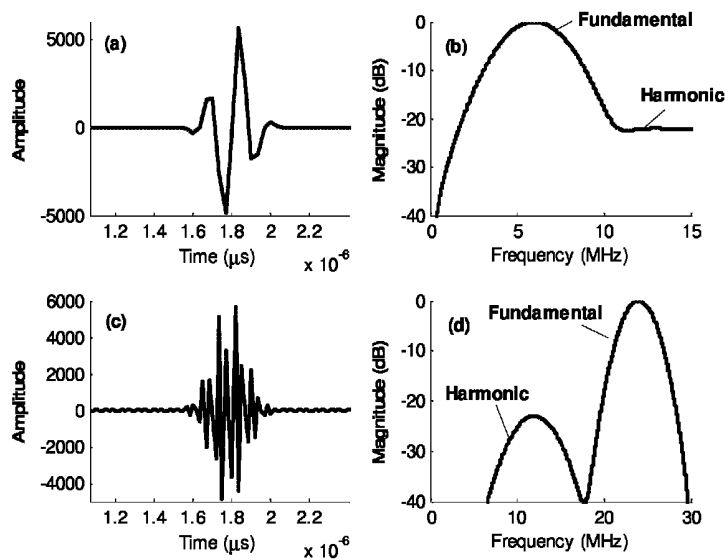 (a)
5000
0
-5000
Amplitude
1.2 1.4 1.6 1.8 2 2.2
Time (μs)
x 10-6
(b)
Fundamental
Harmonic
0
-10
-20
-30
-40
Magnitude (dB)
0 5 10 15
Frequency (MHz)
(c)
6000
4000
2000
0
-2000
-4000
Amplitude
1.2 1.4 1.6 1.8 2 2.2
Time (μs)
x 10-6
(d)
Fundamental
Harmonic
0
-10
-20
-30
-40
Magnitude (dB)
0 10 20 30
Frequency (MHz)